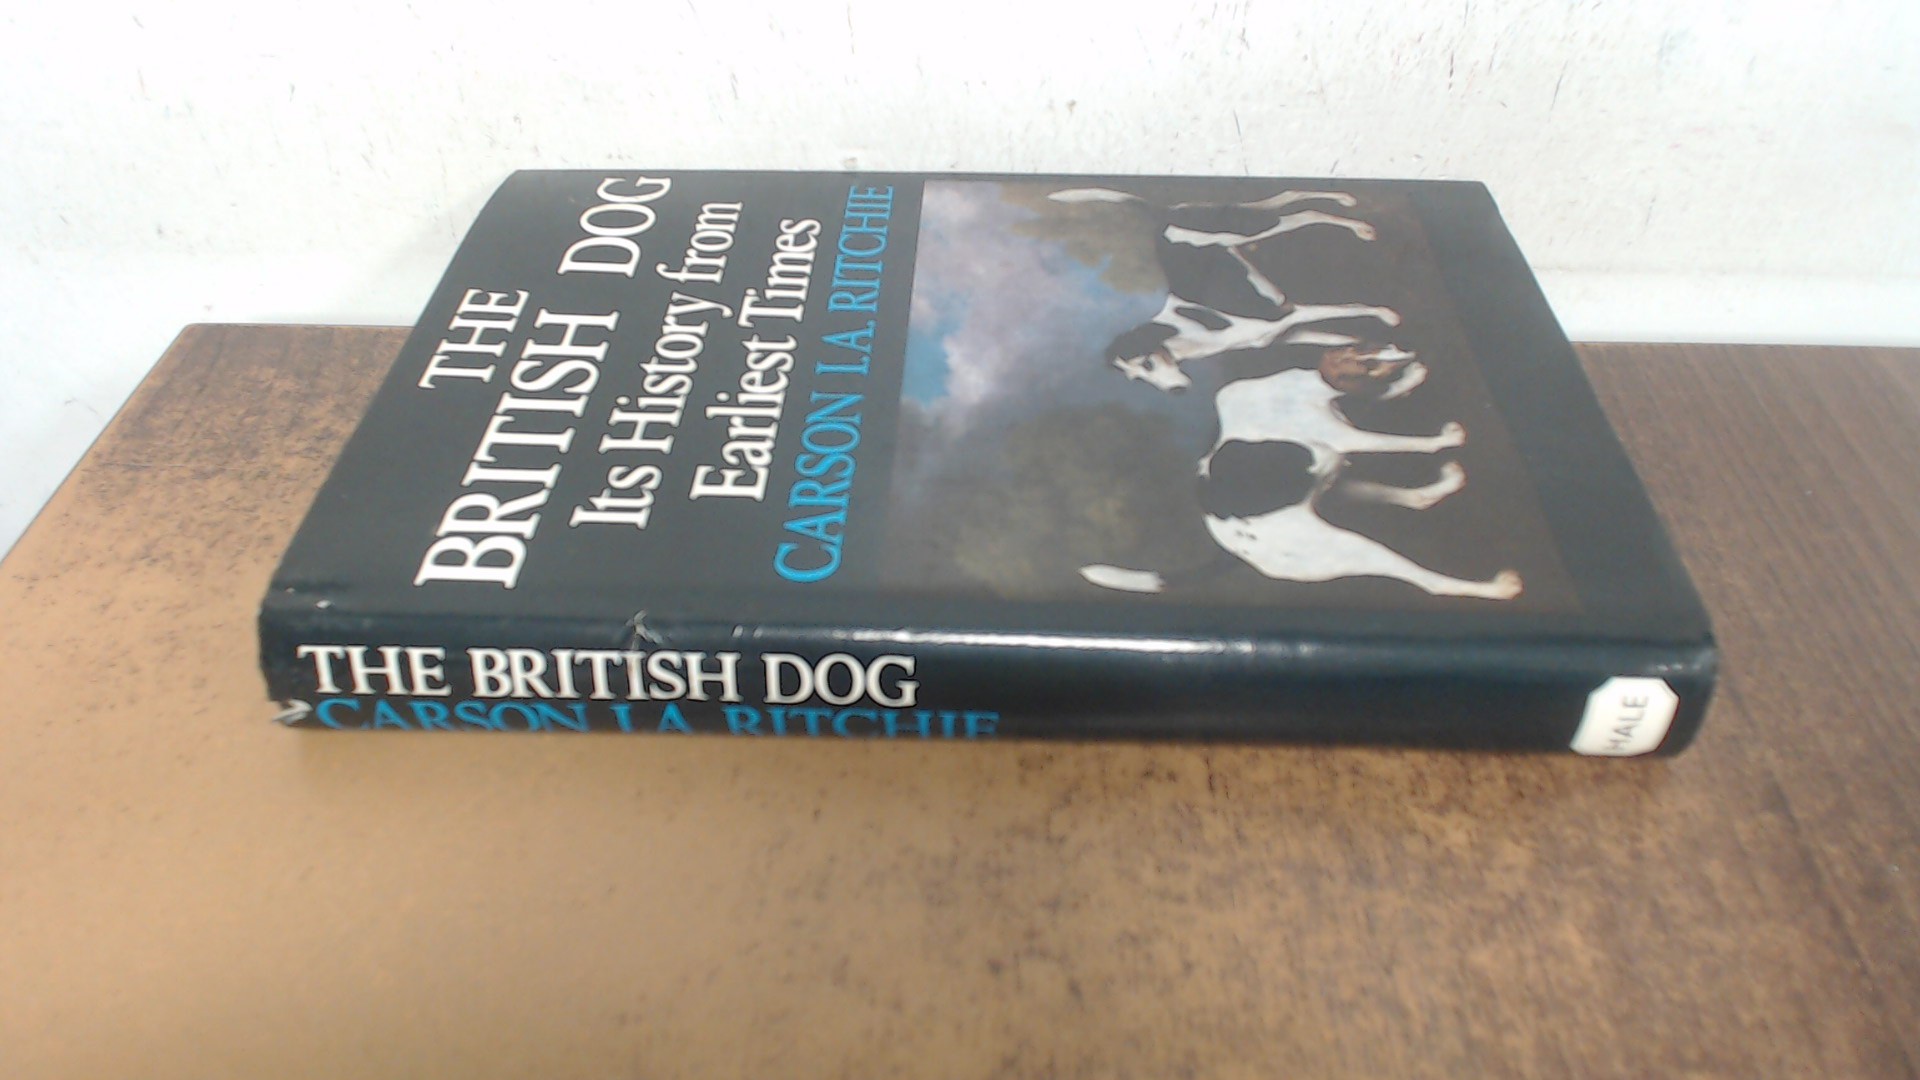 THE
BRITISH DOG
Its History from
Earliest Times
CARSON I.A. RITCHIE
THE BRITISH DOG
CARSON I.A. RITCHIE
HALE